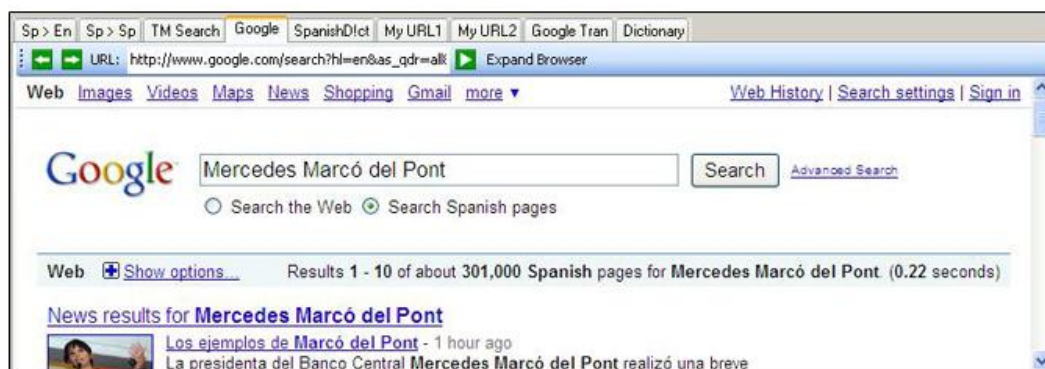 Sp > En Sp > Sp TM Search Google SpanishD!ct My URL1 My URL2 Google Tran Dictionary
URL: http://www.google.com/search?hl=en&as_qdr=all& Expand Browser
Web Images Videos Maps News Shopping Gmail more ▼ Web History | Search settings | Sign in
Google Mercedes Marcó del Pont Search Advanced Search
Search the Web Search Spanish pages
Web Show options... Results 1 - 10 of about 301,000 Spanish pages for Mercedes Marcó del Pont. (0.22 seconds)
News results for Mercedes Marcó del Pont
Los ejemplos de Marcó del Pont - 1 hour ago
La presidenta del Banco Central Mercedes Marcó del Pont realizó una breve